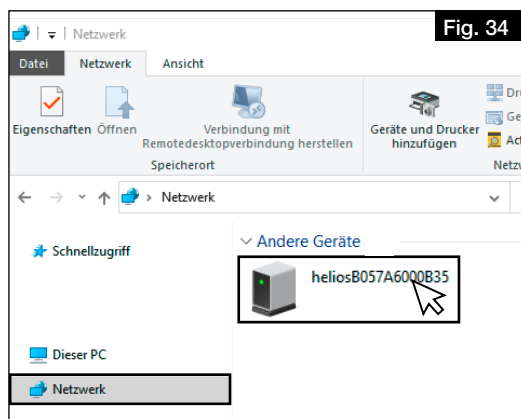 Fig. 34
Netzwerk
Datei Netzwerk Ansicht
Eigenschaften Öffnen Verbindung mit Remotedesktopverbindung herstellen Geräte und Drucker hinzufügen
Speicherort
Netzwerk
Schnellzugriff
Andere Geräte
heliosB057A6000B35
Dieser PC
Netzwerk